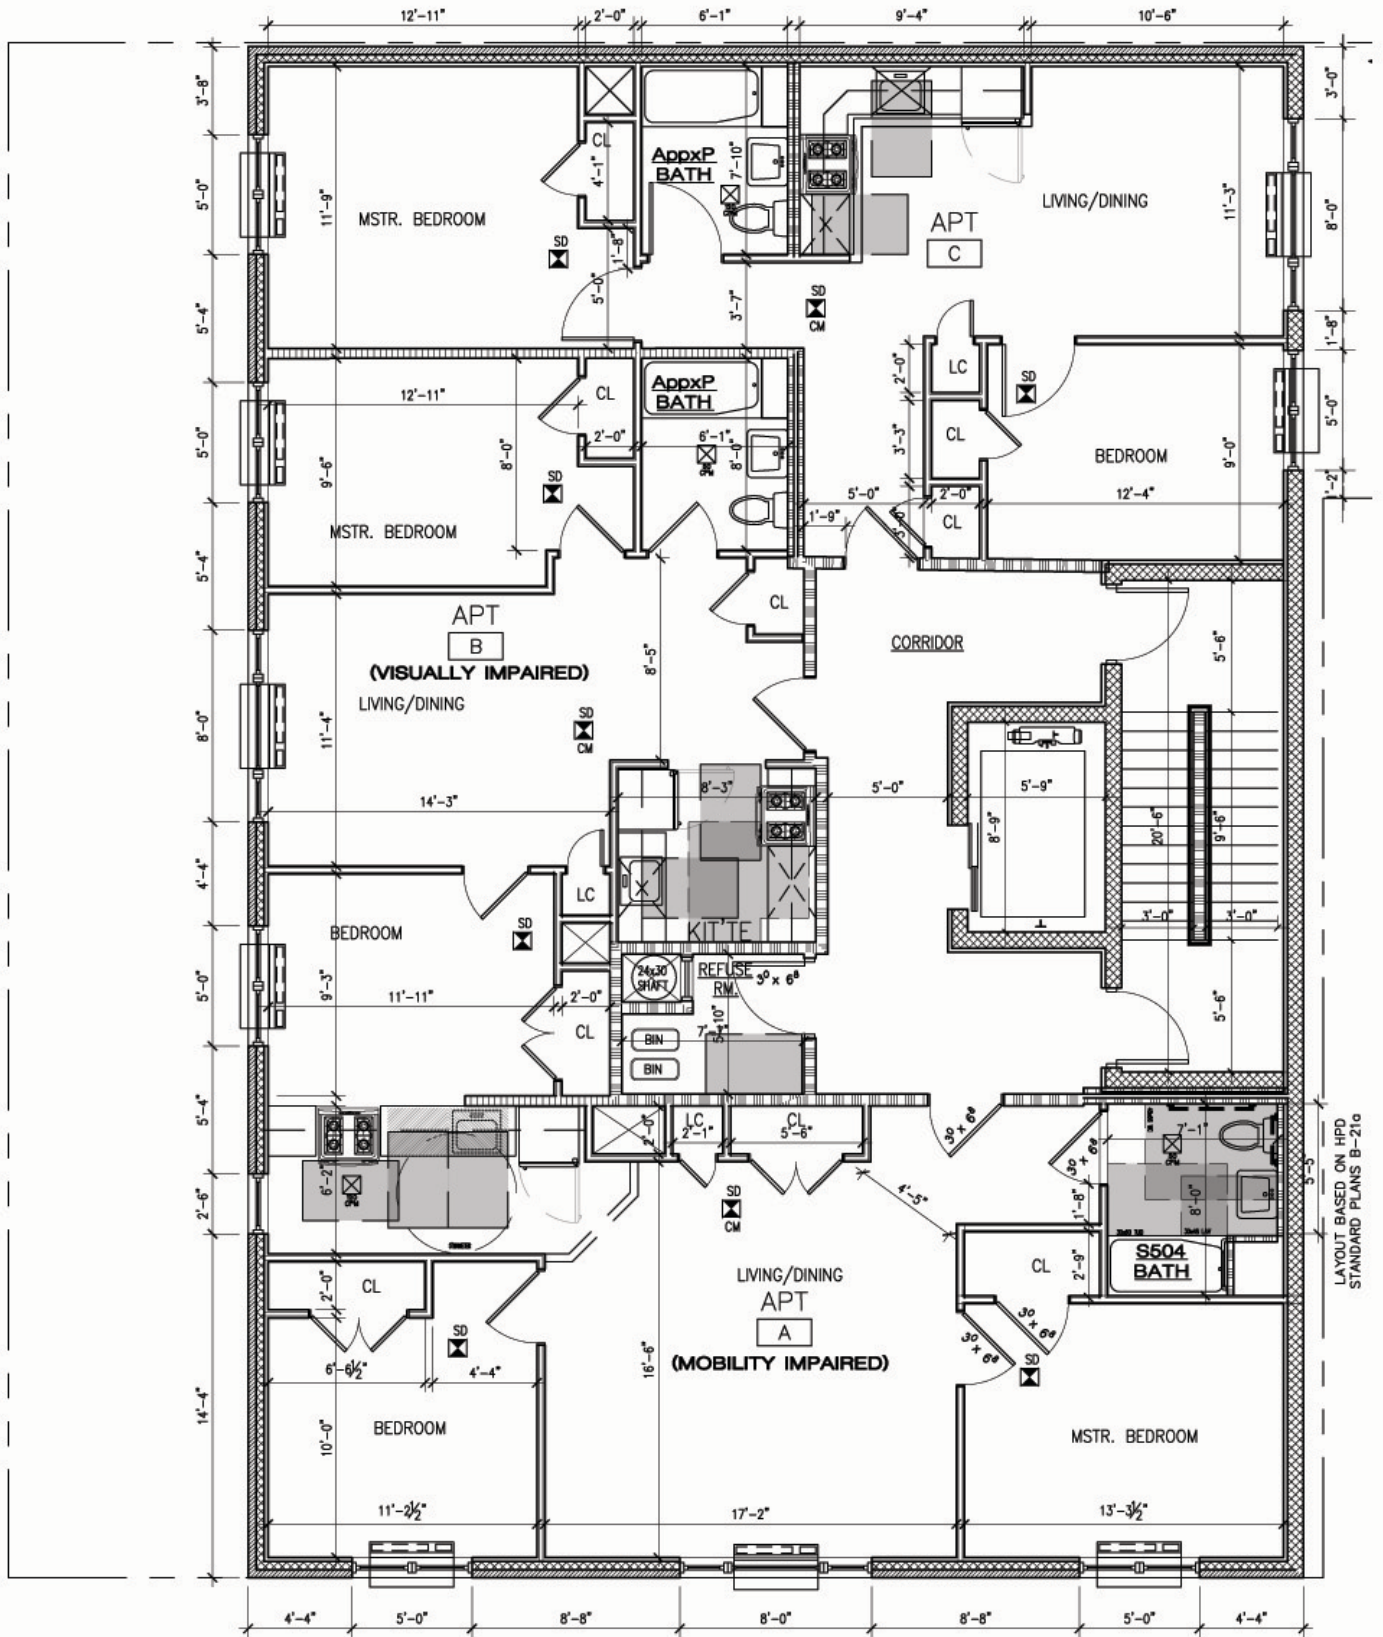 12'-11"
2'-0"
6'-1"
9'-4"
10'-6"
3'-8"
5'-0"
5'-4"
5'-0"
5'-4"
8'-0"
4'-4"
5'-0"
5'-4"
2'-6"
14'-4"
3'-0"
8'-0"
1'-8"
5'-0"
1'-2"
11'-9"
MSTR. BEDROOM
SD
CL
4'-1"
1'-8"
5'-0"
AppxP
BATH
7'-10"
3'-7"
SD
CM
APT
C
LIVING/DINING
11'-3"
LC
2'-0"
SD
CL
3'-3"
BEDROOM
9'-0"
5'-0"
2'-0"
12'-4"
1'-9"
CL
12'-11"
CL
8'-0"
2'-0"
9'-6"
SD
MSTR. BEDROOM
AppxP
BATH
6'-1"
8'-0"
CL
APT
B
(VISUALLY IMPAIRED)
LIVING/DINING
8'-5"
11'-4"
SD
CM
14'-3"
CORRIDOR
5'-6"
8'-3"
5'-0"
5'-9"
8'-9"
20'-6"
9'-6"
3'-0"
3'-0"
5'-6"
LC
KIT'TE
BEDROOM
SD
9'-3"
11'-11"
2'-0"
CL
24x30
SHAFT
REFUSE
RM.
3⁰ x 6⁸
BIN
BIN
7'-1"
5'-10"
LC
2'-1"
CL
5'-6"
2'-0"
3⁰ x 6⁸
3⁰ x 6⁸
7'-1"
8'-0"
1'-8"
5'-5"
6'-2"
SD
CM
4'-5"
S504
BATH
CL
2'-9"
LIVING/DINING
APT
A
(MOBILITY IMPAIRED)
16'-6"
3⁰ x 6⁸
3⁰ x 6⁸
SD
CL
2'-0"
SD
6'-6½"
4'-4"
BEDROOM
10'-0"
MSTR. BEDROOM
11'-2½"
17'-2"
13'-3½"
LAYOUT BASED ON HPD
STANDARD PLANS B-21a
4'-4"
5'-0"
8'-8"
8'-0"
8'-8"
5'-0"
4'-4"